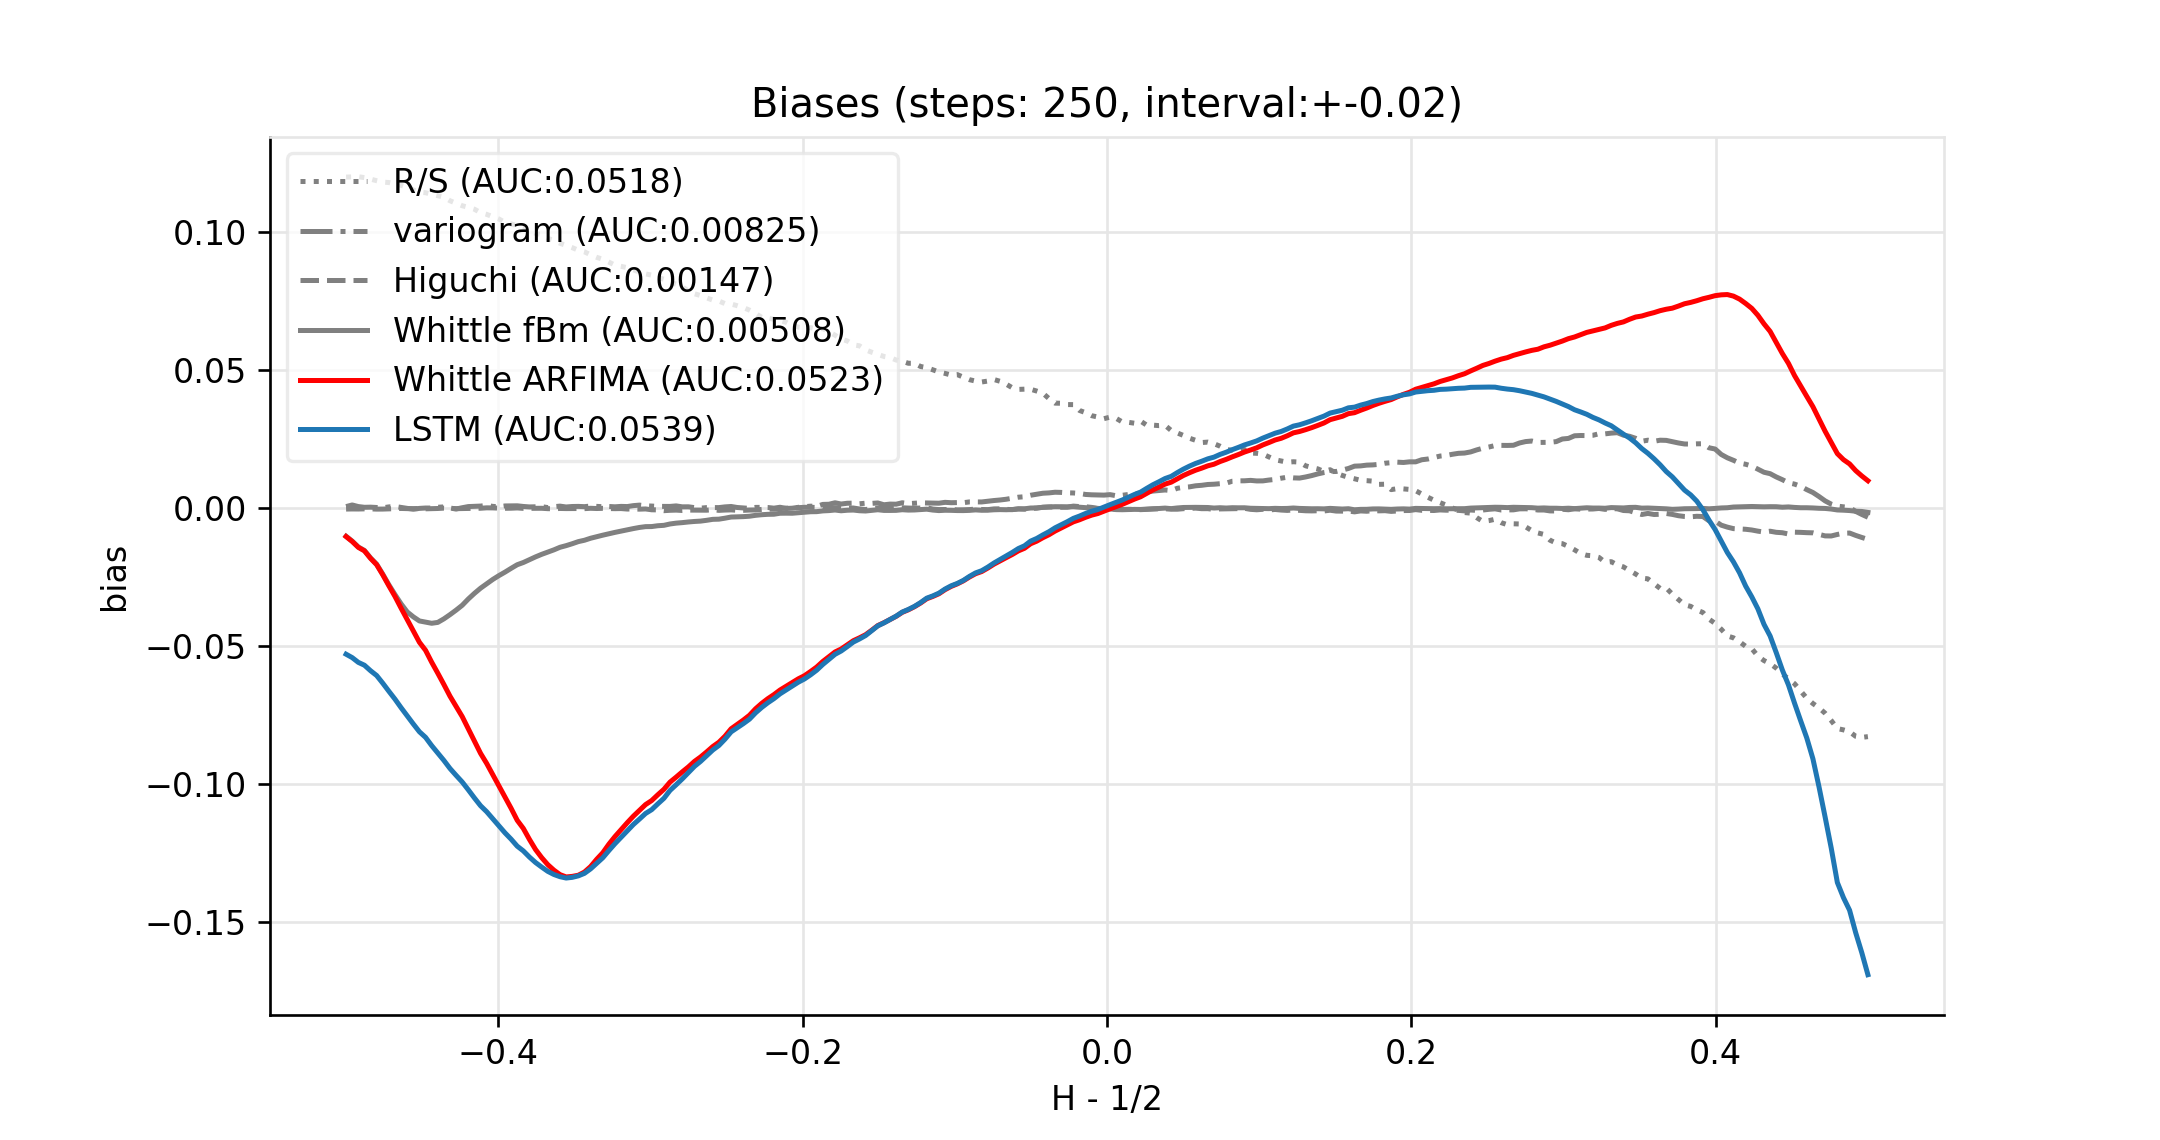 Biases (steps: 250, interval:+-0.02)
R/S (AUC:0.0518)
variogram (AUC:0.00825)
Higuchi (AUC:0.00147)
Whittle fBm (AUC:0.00508)
Whittle ARFIMA (AUC:0.0523)
LSTM (AUC:0.0539)
0.10
0.05
0.00
−0.05
−0.10
−0.15
bias
−0.4
−0.2
0.0
0.2
0.4
H - 1/2